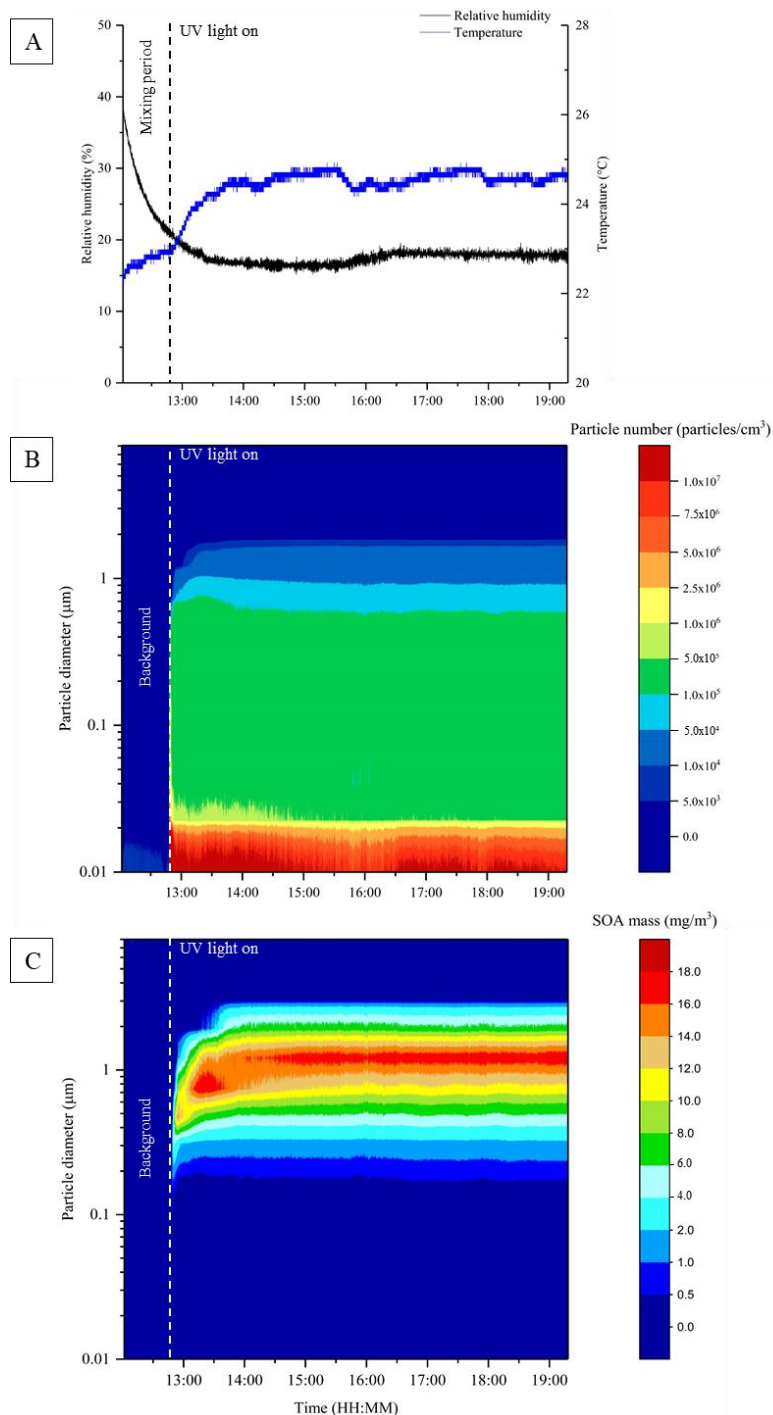 A
UV light on
Relative humidity
Temperature
Mixing period
Relative humidity (%)
Temperature (°C)
50
40
30
20
10
0
28
26
24
22
20
13:00 14:00 15:00 16:00 17:00 18:00 19:00
B
Particle number (particles/cm³)
UV light on
Background
Particle diameter (µm)
1
0.1
0.01
13:00 14:00 15:00 16:00 17:00 18:00 19:00
1.0x10⁷
7.5x10⁶
5.0x10⁶
2.5x10⁶
1.0x10⁶
5.0x10⁵
1.0x10⁵
5.0x10⁴
1.0x10⁴
5.0x10³
0.0
C
SOA mass (mg/m³)
UV light on
Background
Particle diameter (µm)
1
0.1
0.01
13:00 14:00 15:00 16:00 17:00 18:00 19:00
Time (HH:MM)
18.0
16.0
14.0
12.0
10.0
8.0
6.0
4.0
2.0
1.0
0.5
0.0